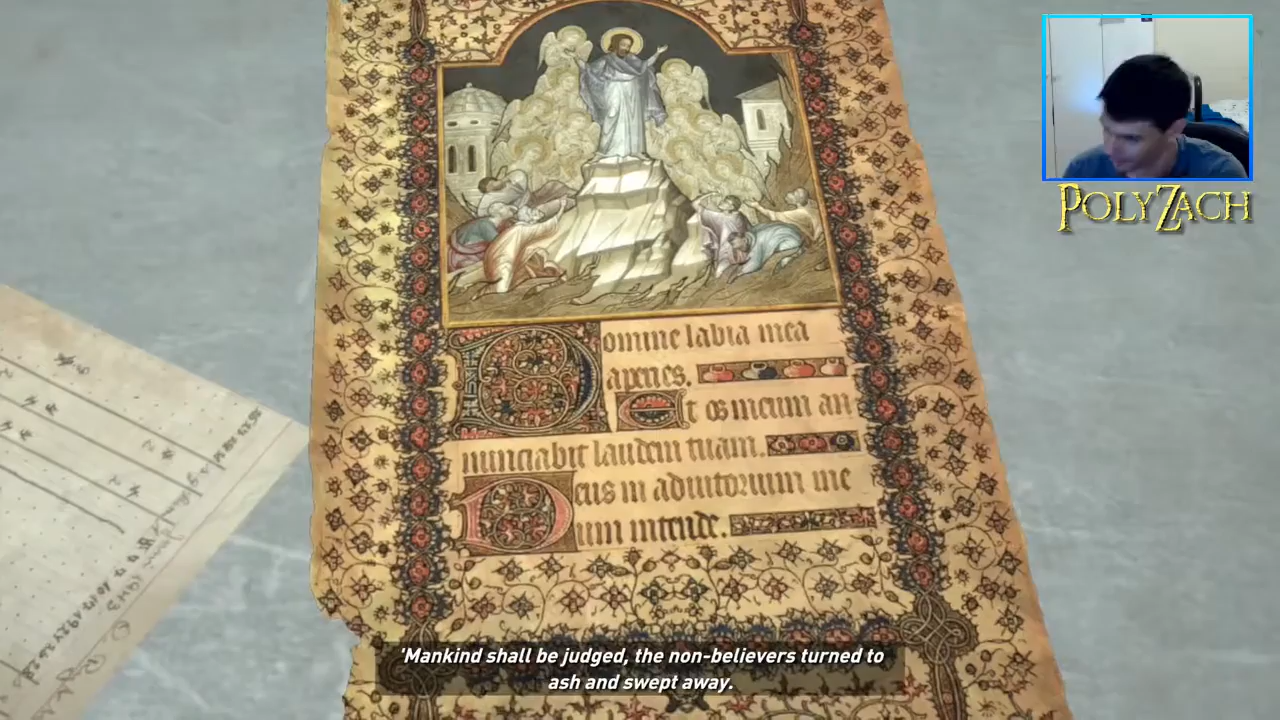 POLYZACH
Domine labia mea
aperies.
Et os meum an
nunciabit laudem tuam.
Deus in adiutorium me
um intende.
'Mankind shall be judged, the non-believers turned to
ash and swept away.